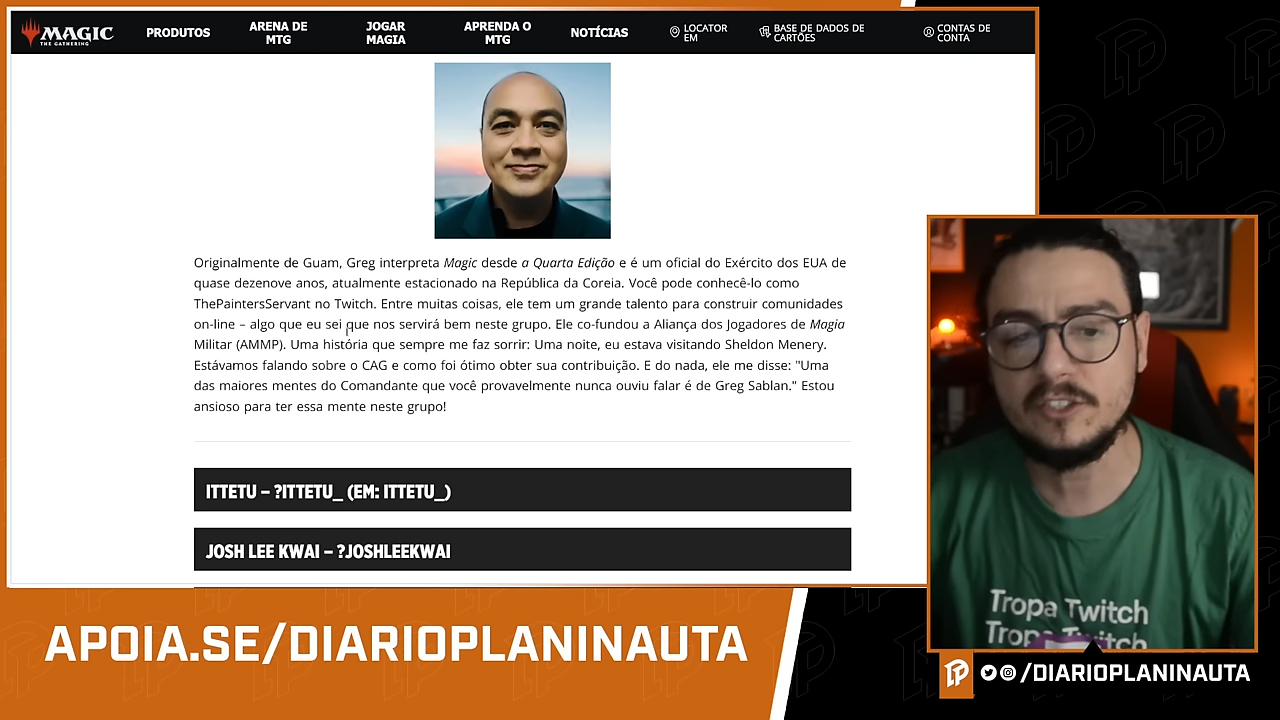 MAGIC
THE GATHERING
PRODUTOS
ARENA DE
MTG
JOGAR
MAGIA
APRENDA O
MTG
NOTÍCIAS
LOCATOR
EM
BASE DE DADOS DE
CARTÕES
CONTAS DE
CONTA
Originalmente de Guam, Greg interpreta Magic desde a Quarta Edição e é um oficial do Exército dos EUA de
quase dezenove anos, atualmente estacionado na República da Coreia. Você pode conhecê-lo como
ThePaintersServant no Twitch. Entre muitas coisas, ele tem um grande talento para construir comunidades
on-line – algo que eu sei que nos servirá bem neste grupo. Ele co-fundou a Aliança dos Jogadores de Magia
Militar (AMMP). Uma história que sempre me faz sorrir: Uma noite, eu estava visitando Sheldon Menery.
Estávamos falando sobre o CAG e como foi ótimo obter sua contribuição. E do nada, ele me disse: "Uma
das maiores mentes do Comandante que você provavelmente nunca ouviu falar é de Greg Sablan." Estou
ansioso para ter essa mente neste grupo!
ITTETU – ?ITTETU_ (EM: ITTETU_)
JOSH LEE KWAI – ?JOSHLEEKWAI
Tropa Twitch
Tropa Twitch
APOIA.SE/DIARIOPLANINAUTA
/DIARIOPLANINAUTA